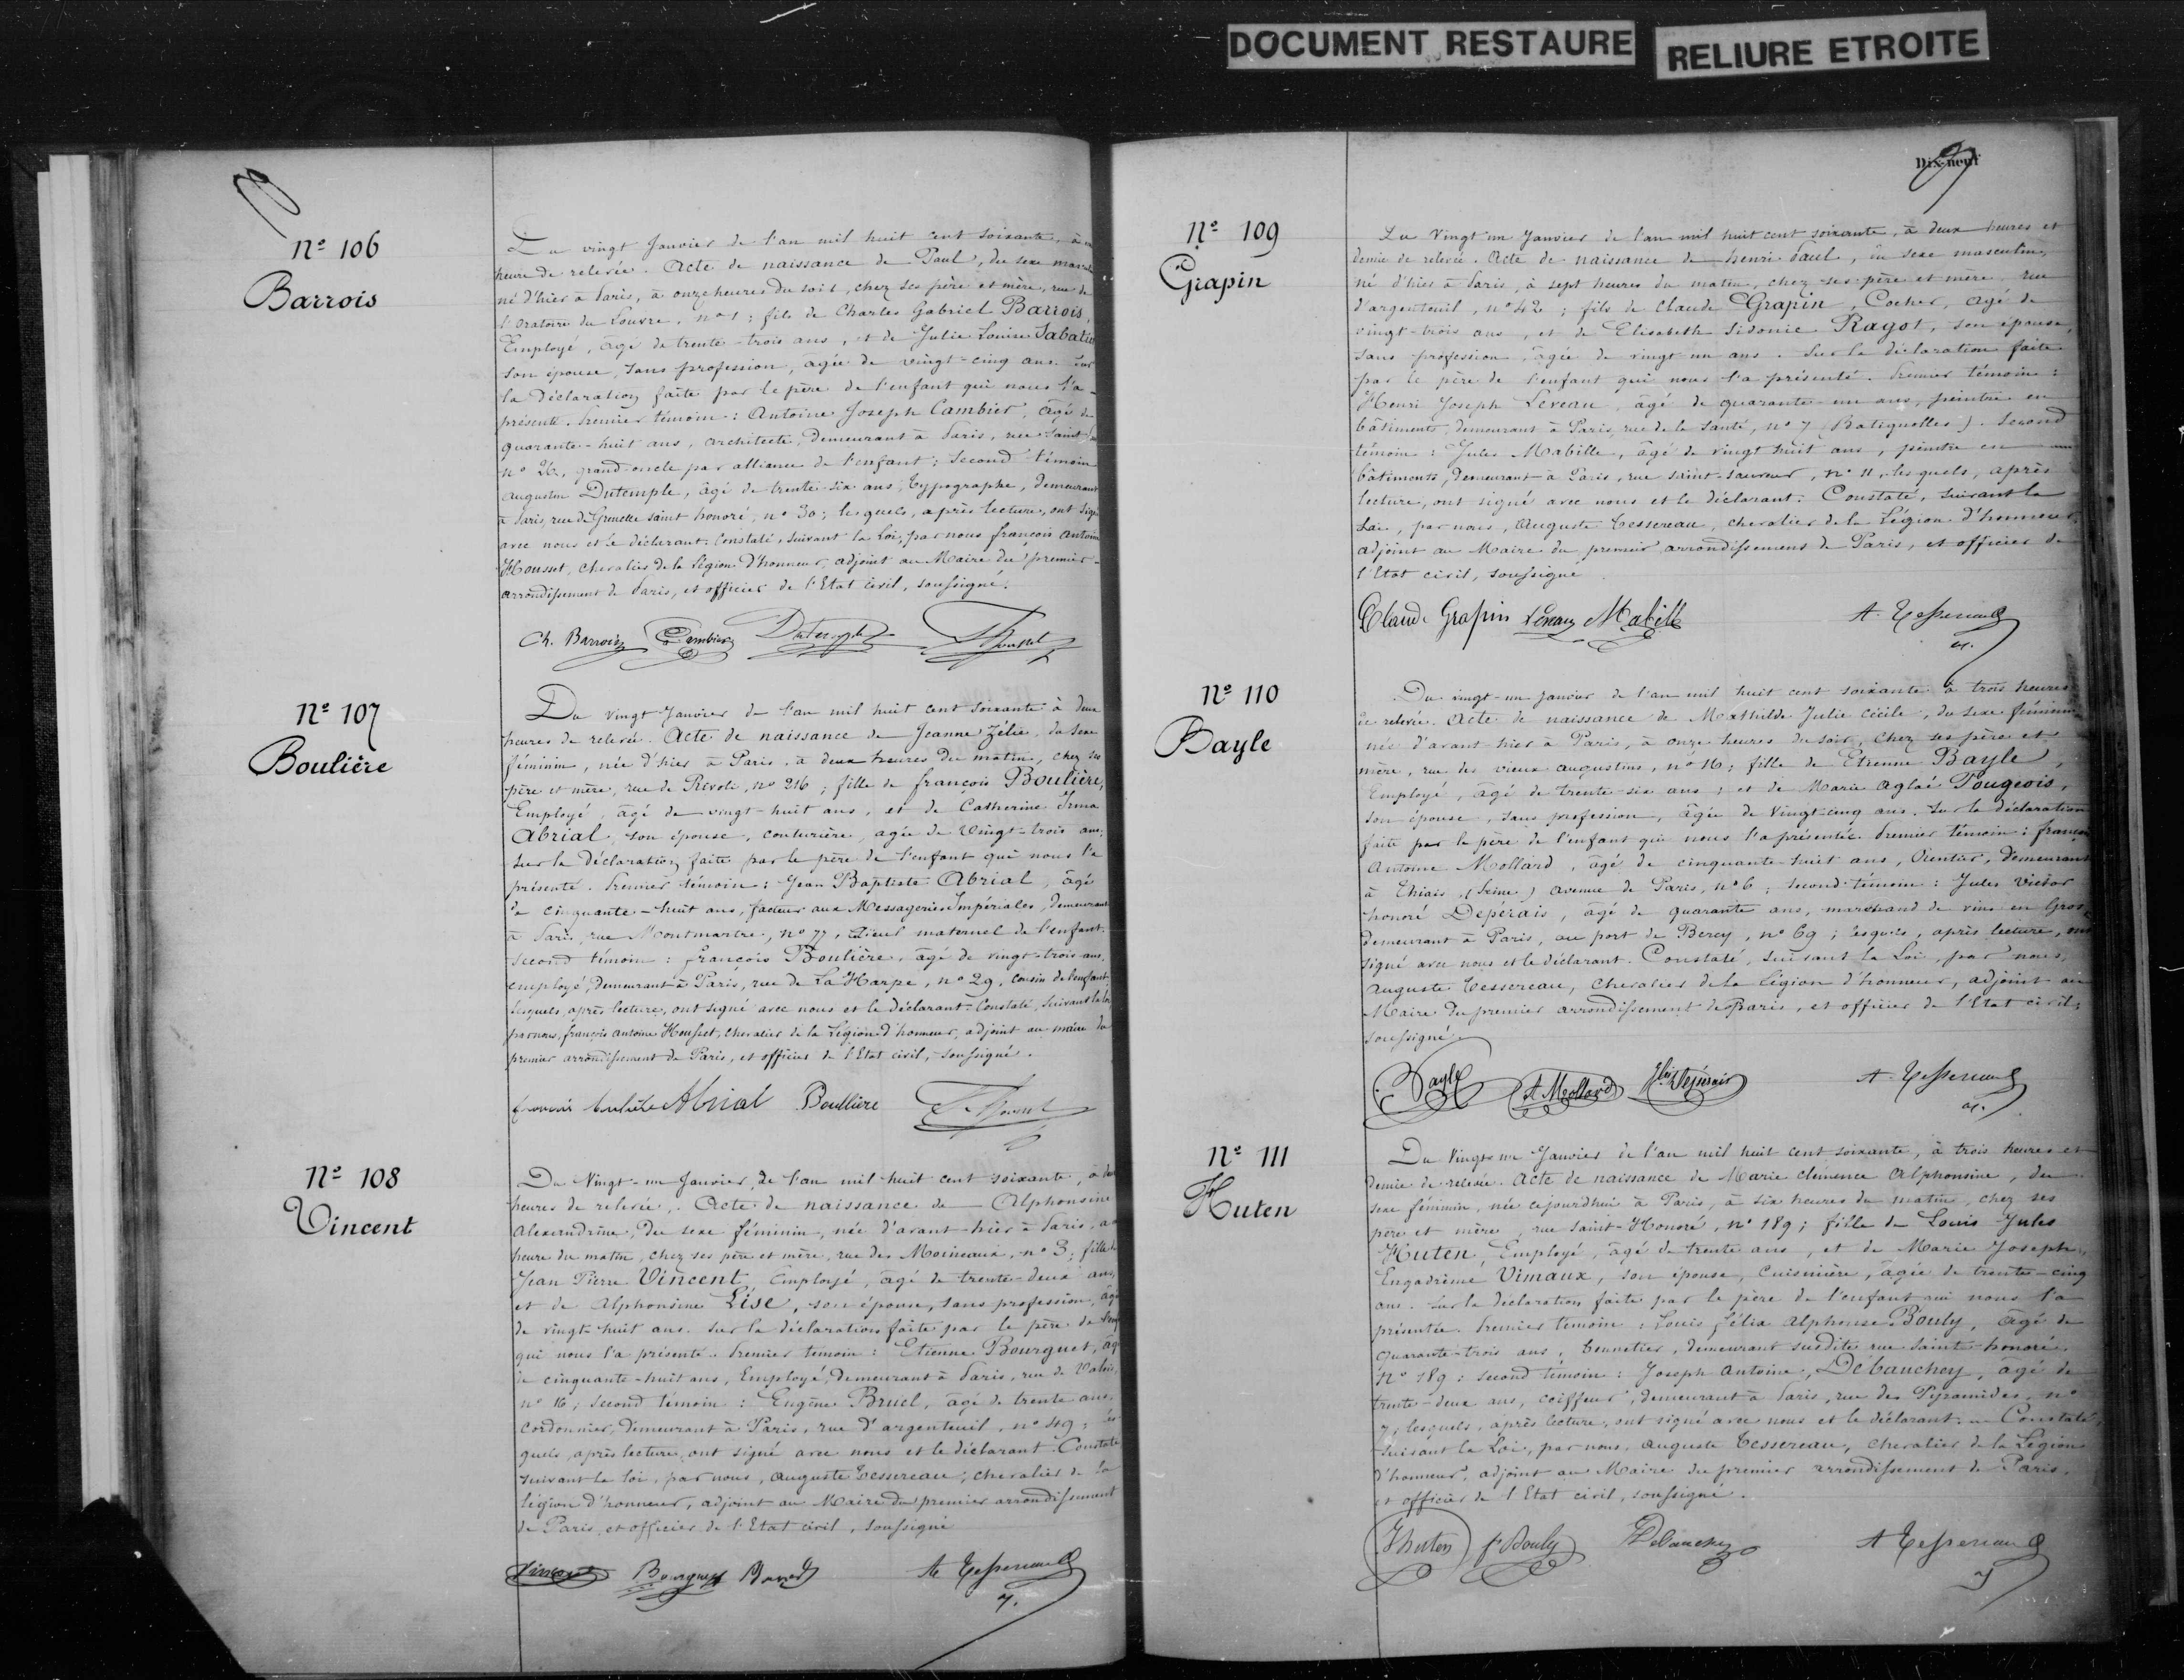 DOCUMENT RESTAURE
RELIURE ETROITE
Nº 106
Barrois
Du vingt Janvier de l'an mil huit cent soixante, à
heure de relevée. Acte de naissance de Paul, du sexe
né d'hier à Paris, à onze heures du soir, chez ses père et mère, rue de
l'oratoire du Louvre, nº 1; fils de Charles Gabriel Barrois,
Employé, âgé de trente-trois ans, et de Julie Louise Sabatier
son épouse, sans profession, âgée de vingt-cinq ans. Sur
la déclaration faite par le père de l'enfant qui nous l'a
présenté. Premier témoin: Antoine Joseph Cambier, âgé de
quarante-huit ans, architecte, demeurant à Paris, rue Saint
nº 26, grand oncle par alliance de l'enfant; second témoin
augustin Dutemple, âgé de trente-six ans, typographe, demeurant
à Paris, rue de Grenelle saint honoré, nº 30; lesquels, après lecture, ont signé
avec nous et le déclarant. Constaté, suivant la Loi, par nous françois Antoine
Housset, chevalier de la Légion d'honneur, adjoint au Maire du premier
arrondissement de Paris, et officier de l'Etat civil, soussigné.
Ch. Barrois Cambier Dutemple Housset
Nº 107
Boulière
Du vingt Janvier de l'an mil huit cent soixante à deux
heures de relevée. Acte de naissance de Jeanne Zélie, du sexe
féminin, née d'hier à Paris, à deux heures du matin, chez ses
père et mère, rue de Rivoli, nº 216; fille de françois Boulière,
Employé, âgé de vingt-huit ans, et de Catherine Irma
Abrial, son épouse, couturière, agée de vingt-trois ans;
sur la déclaration faite par le père de l'enfant qui nous l'a
présenté. Premier témoin: Jean Baptiste Abrial, âgé
de cinquante-huit ans, facteur aux Messageries Impériales, demeurant
à Paris, rue Montmartre, nº 77, aïeul maternel de l'enfant.
second témoin: françois Boulière, âgé de vingt-trois ans,
employé, demeurant à Paris, rue de La Harpe, nº 29, cousin de l'enfant;
lesquels, après lecture, ont signé avec nous et le déclarant. Constaté, suivant la loi,
par nous, françois antoine Housset, chevalier de la Légion d'honneur, adjoint au maire du
premier arrondissement de Paris, et officier de l'Etat civil, soussigné.
francois boulière Abrial Boullière Housset
Nº 108
Vincent
Du Vingt-un Janvier, de l'an mil huit cent soixante, à
heures de relevée. Acte de naissance de Alphonsine
Alexandrine, du sexe féminin, née d'avant-hier à Paris, à
heure du matin, chez ses père et mère, rue des Moineaux, nº 3; fille de
Jean Pierre Vincent, Employé, âgé de trente-deux ans,
et de Alphonsine Lise, son épouse, sans profession, âgée
de vingt-huit ans. Sur la déclaration faite par le père de
qui nous l'a présenté. Premier témoin: Etienne Bourguet, âgé
de cinquante-huit ans, Employé, demeurant à Paris, rue de Valois,
nº 16, second témoin: Eugène Bruel, âgé de trente ans,
cordonnier, demeurant à Paris, rue d'argenteuil, nº 49; les
quels, après lecture, ont signé avec nous et le déclarant. Constaté
suivant la loi, par nous, auguste Tessereau, chevalier de la
légion d'honneur, adjoint au Maire du premier arrondissement
de Paris, et officier de l'Etat civil, soussigné
Vincent Bourguet Bruel A Tessereau
Dix-neuf
Nº 109
Grapin
Du Vingt un Janvier de l'an mil huit cent soixante, à deux heures et
demie de relevée. Acte de naissance de henri Paul, du sexe masculin,
né d'hier à Paris, à sept heures du matin, chez ses père et mère, rue
d'argenteuil, nº 42; fils de Claude Grapin, Cocher, agé de
vingt-trois ans, et de Elisabeth Sidonie Ragot, son épouse,
sans profession, âgée de vingt-un ans. Sur la déclaration faite
par le père de l'enfant qui nous l'a présenté. Premier témoin:
Henri Joseph Leveau, âgé de quarante-un ans, peintre en
bâtiments, demeurant à Paris, rue de la Santé, nº 7 (Batignolles). Second
témoin: Jules Mabille, âgé de vingt huit ans, peintre en
bâtiments, demeurant à Paris, rue saint-sauveur, nº 11, lesquels, après
lecture, ont signé avec nous et le déclarant. Constaté, suivant la
Loi, par nous, Auguste Tessereau, chevalier de la Légion d'honneur,
adjoint au Maire du premier arrondissement de Paris, et officier de
l'Etat civil, soussigné.
Claude Grapin Leveau Mabille A. Tessereau
Nº 110
Bayle
Du vingt-un janvier de l'an mil huit cent soixante à trois heures
de relevée. Acte de naissance de Mathilde Julie Cécile, du sexe féminin
née d'avant hier à Paris, à onze heures du soir, chez ses père et
mère, rue des vieux augustins, nº 16; fille de Etienne Bayle,
Employé, âgé de trente-six ans; et de Marie aglaé Pougeois,
son épouse, sans profession, âgée de vingt-cinq ans. Sur la déclaration
faite par le père de l'enfant qui nous l'a présentée. Premier témoin: françois
Antoine Mollard, âgé de cinquante-huit ans, Rentier, demeurant
à Thiais (Seine) avenue de Paris, nº 6; second témoin: Jules Victor
honoré Depérais, âgé de quarante ans, marchand de vins en Gros,
demeurant à Paris, au port de Bercy, nº 69; lesquels, après lecture, ont
signé avec nous et le déclarant. Constaté, suivant la Loi, par nous,
Auguste Tessereau, chevalier de la Légion d'honneur, adjoint au
Maire du premier arrondissement de Paris, et officier de l'Etat civil,
soussigné.
Bayle A Mollard Depérais A. Tessereau
Nº 111
Huten
Du Vingt-un Janvier de l'an mil huit cent soixante, à trois heures et
demie de relevée. Acte de naissance de Marie clémence Alphonsine, du
sexe féminin, née cejourd'hui à Paris, à six heures du matin, chez ses
père et mère, rue Saint-Honoré, nº 189; fille de Louis Jules
Huten, Employé, âgé de trente ans, et de Marie Joseph,
Engadrème Vimaux, son épouse, Cuisinière, âgée de trente-cinq
ans. Sur la déclaration faite par le père de l'enfant qui nous l'a
présentée. Premier témoin: Louis félix Alphonse Bouly, âgé de
quarante-trois ans, bonnetier, demeurant susdite rue Saint-honoré,
Nº 189; second témoin: Joseph Antoine Débauchey, âgé de
trente-deux ans, coiffeur, demeurant à Paris, rue des Pyramides, nº
7, lesquels, après lecture, ont signé avec nous et le déclarant. Constaté,
suivant la Loi, par nous, auguste Tessereau, chevalier de la Légion
d'honneur, adjoint au Maire du premier arrondissement de Paris,
et officier de l'Etat civil, soussigné.
Jhuten f Bouly Debauchey A Tessereau